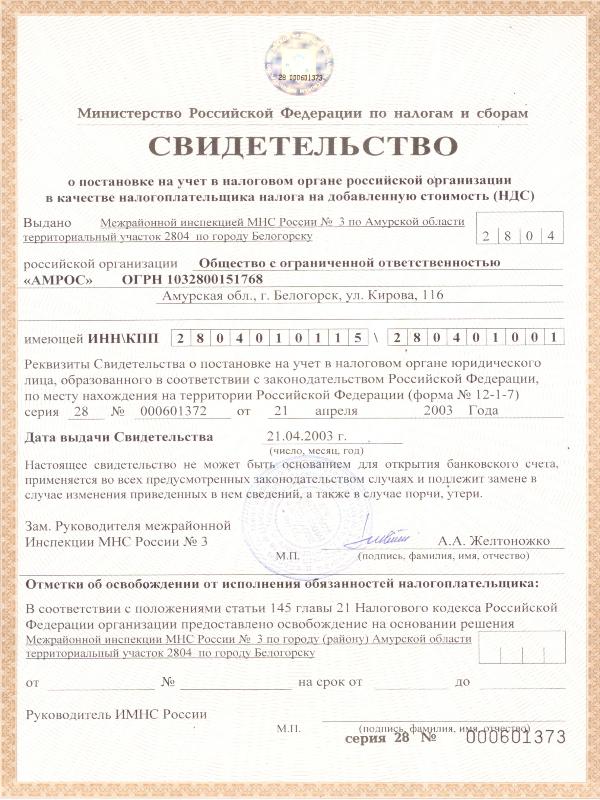 28 000601373
Министерство Российской Федерации по налогам и сборам
СВИДЕТЕЛЬСТВО
о постановке на учет в налоговом органе российской организации
в качестве налогоплательщика налога на добавленную стоимость (НДС)
Выдано Межрайонной инспекцией МНС России № 3 по Амурской области
территориальный участок 2804 по городу Белогорску 2 8 0 4
российской организации Общество с ограниченной ответственностью
«АМРОС» ОГРН 1032800151768
Амурская обл., г. Белогорск, ул. Кирова, 116
имеющей ИНН\КПП 2 8 0 4 0 1 0 1 1 5 \ 2 8 0 4 0 1 0 0 1
Реквизиты Свидетельства о постановке на учет в налоговом органе юридического
лица, образованного в соответствии с законодательством Российской Федерации,
по месту нахождения на территории Российской Федерации (форма № 12-1-7)
серия 28 № 000601372 от 21 апреля 2003 Года
Дата выдачи Свидетельства 21.04.2003 г.
(число, месяц, год)
Настоящее свидетельство не может быть основанием для открытия банковского счета,
применяется во всех предусмотренных законодательством случаях и подлежит замене в
случае изменения приведенных в нем сведений, а также в случае порчи, утери.
Зам. Руководителя межрайонной
Инспекции МНС России № 3 А.А. Желтоножко
М.П. (подпись, фамилия, имя, отчество)
Отметки об освобождении от исполнения обязанностей налогоплательщика:
В соответствии с положениями статьи 145 главы 21 Налогового кодекса Российской
Федерации организации предоставлено освобождение на основании решения
Межрайонной инспекции МНС России № 3 по городу (району) Амурской области
территориальный участок 2804 по городу Белогорску
от № на срок от до
Руководитель ИМНС России
М.П. (подпись, фамилия, имя, отчество)
серия 28 № 000601373